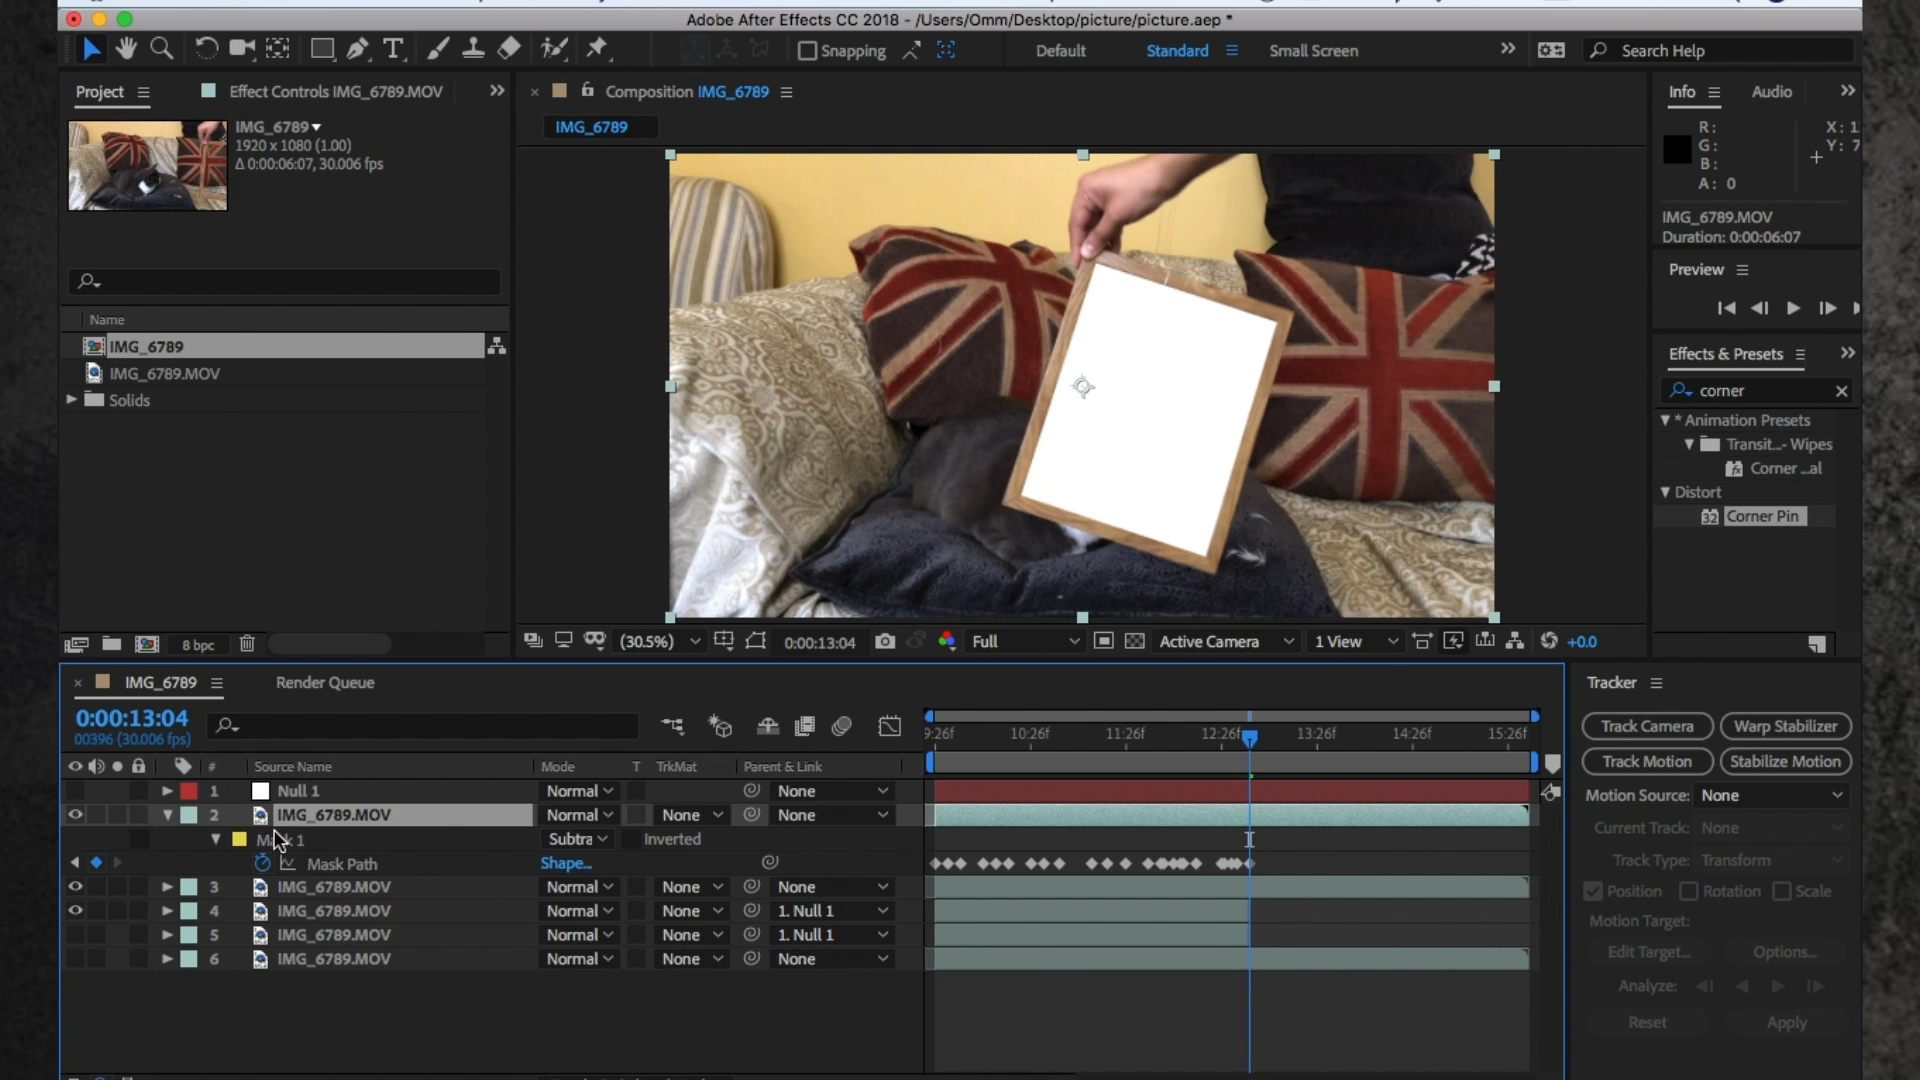 Adobe After Effects CC 2018 - /Users/Omm/Desktop/picture/picture.aep *
Snapping
Default
Standard
Small Screen
Search Help
Project
Effect Controls IMG_6789.MOV
IMG_6789
1920 x 1080 (1.00)
Δ 0:00:06:07, 30.006 fps
Name
IMG_6789
IMG_6789.MOV
Solids
8 bpc
Composition IMG_6789
IMG_6789
(30.5%)
0:00:13:04
Full
Active Camera
1 View
+0.0
Info
Audio
R:
G:
B:
A: 0
X: 1
Y: 7
IMG_6789.MOV
Duration: 0:00:06:07
Preview
Effects & Presets
corner
* Animation Presets
Transit...- Wipes
Corner ...al
Distort
32 Corner Pin
IMG_6789
Render Queue
0:00:13:04
00396 (30.006 fps)
9:26f 10:26f 11:26f 12:26f 13:26f 14:26f 15:26f
# Source Name Mode T TrkMat Parent & Link
1 Null 1 Normal None
2 IMG_6789.MOV Normal None None
1 Subtra Inverted
Mask Path Shape...
3 IMG_6789.MOV Normal None None
4 IMG_6789.MOV Normal None 1. Null 1
5 IMG_6789.MOV Normal None 1. Null 1
6 IMG_6789.MOV Normal None None
Tracker
Track Camera Warp Stabilizer
Track Motion Stabilize Motion
Motion Source: None
Current Track: None
Track Type: Transform
Position Rotation Scale
Motion Target:
Edit Target... Options...
Analyze:
Reset Apply